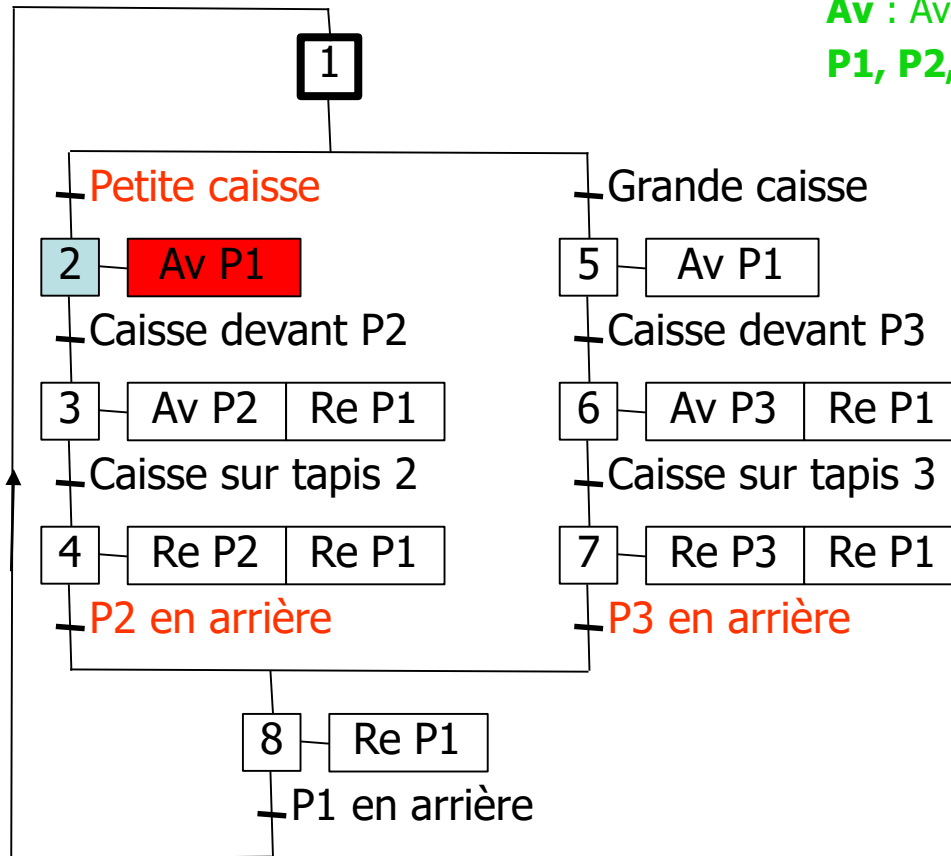 Av : Av
P1, P2,
1
Petite caisse Grande caisse
2 Av P1 5 Av P1
Caisse devant P2 Caisse devant P3
3 Av P2 Re P1 6 Av P3 Re P1
Caisse sur tapis 2 Caisse sur tapis 3
4 Re P2 Re P1 7 Re P3 Re P1
P2 en arrière P3 en arrière
8 Re P1
P1 en arrière